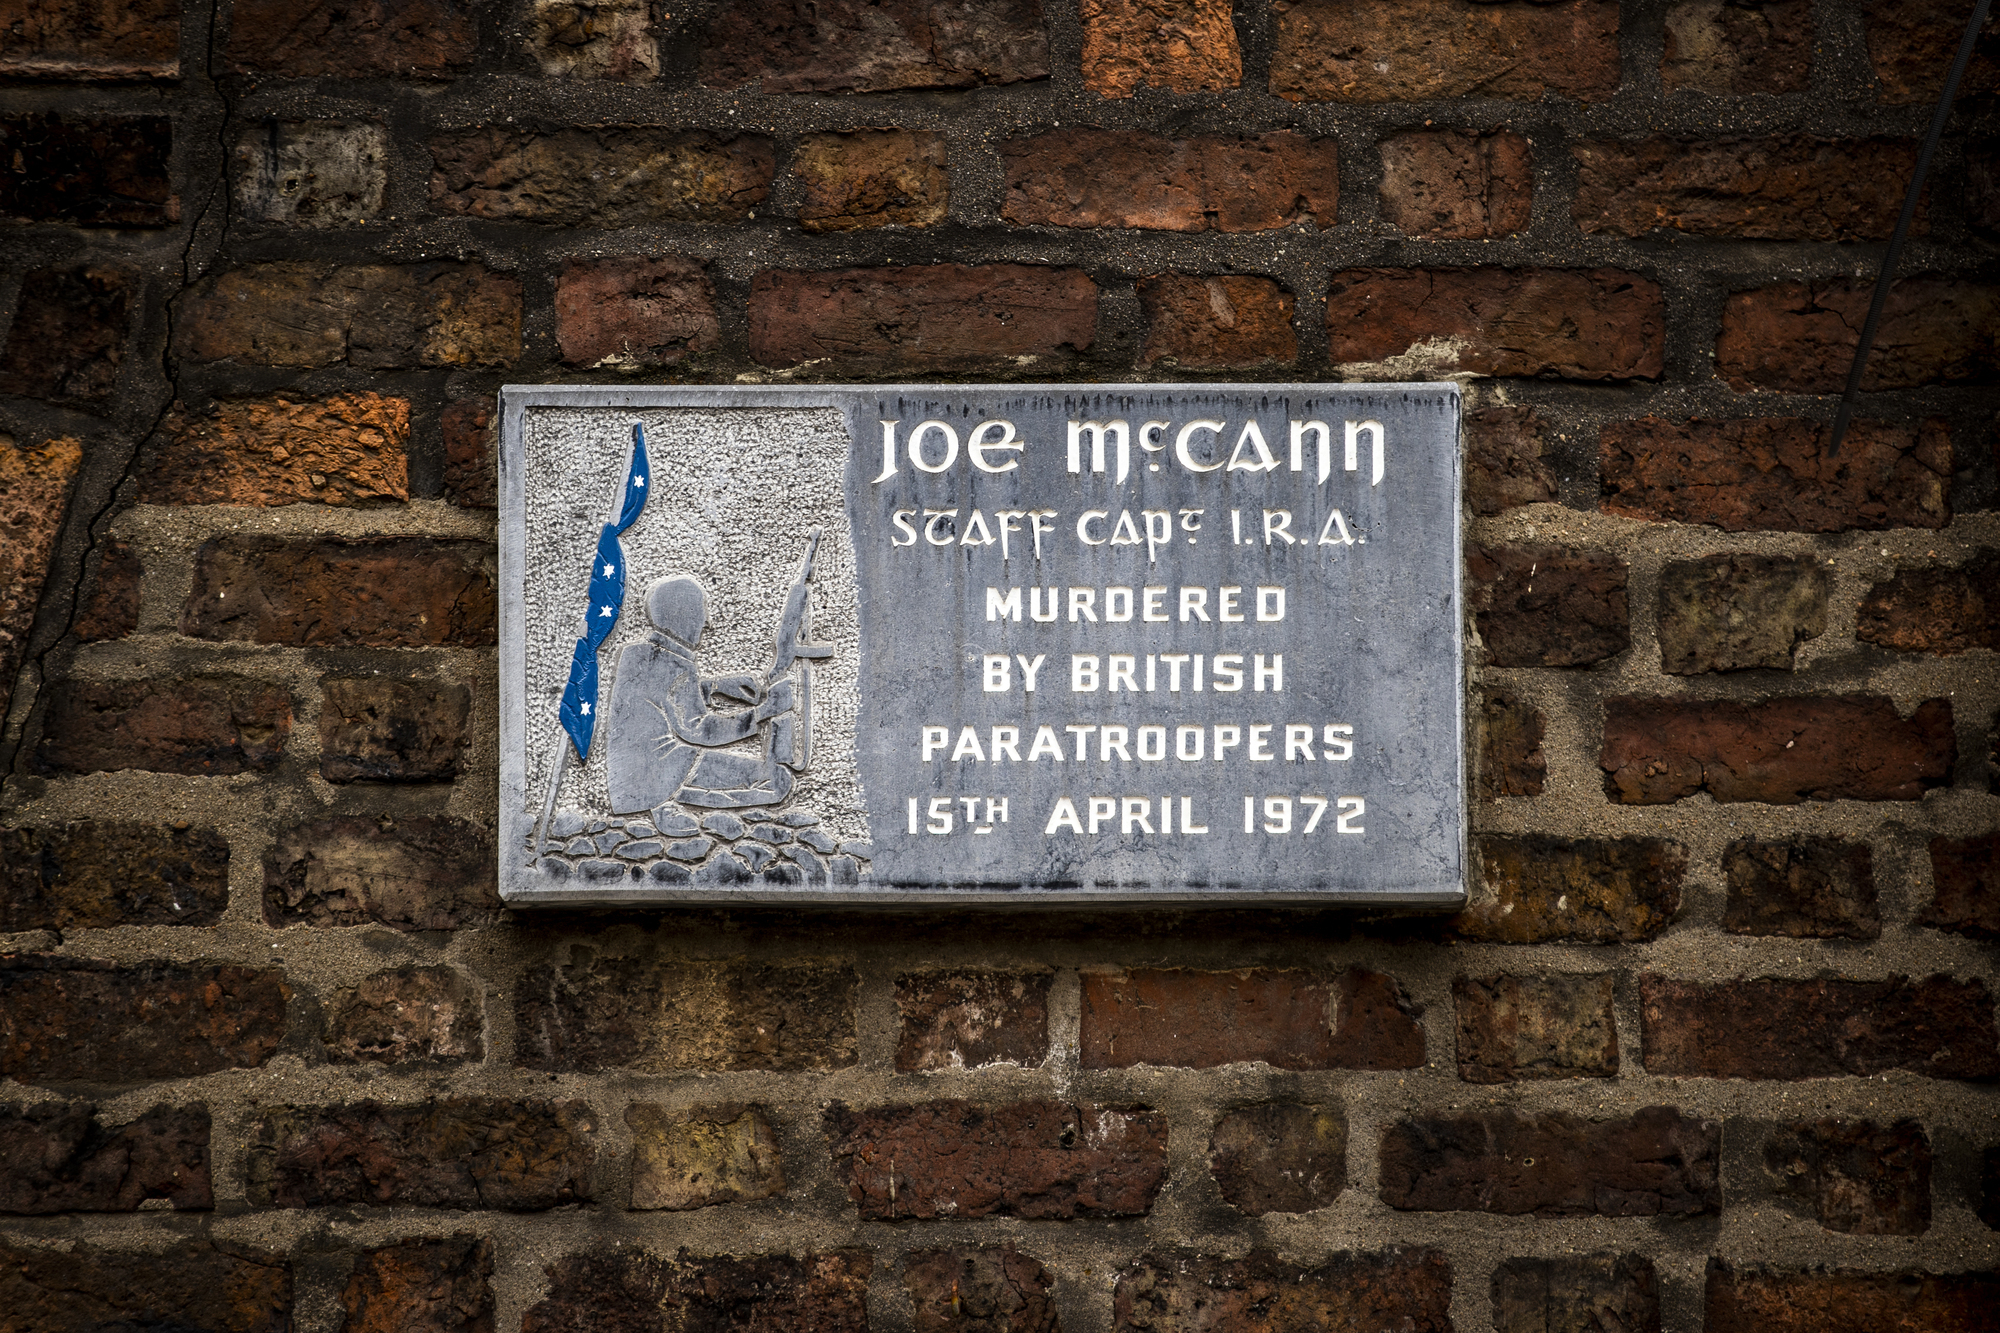 Joe McCann
Staff Capt I.R.A.
MURDERED
BY BRITISH
PARATROOPERS
15TH APRIL 1972